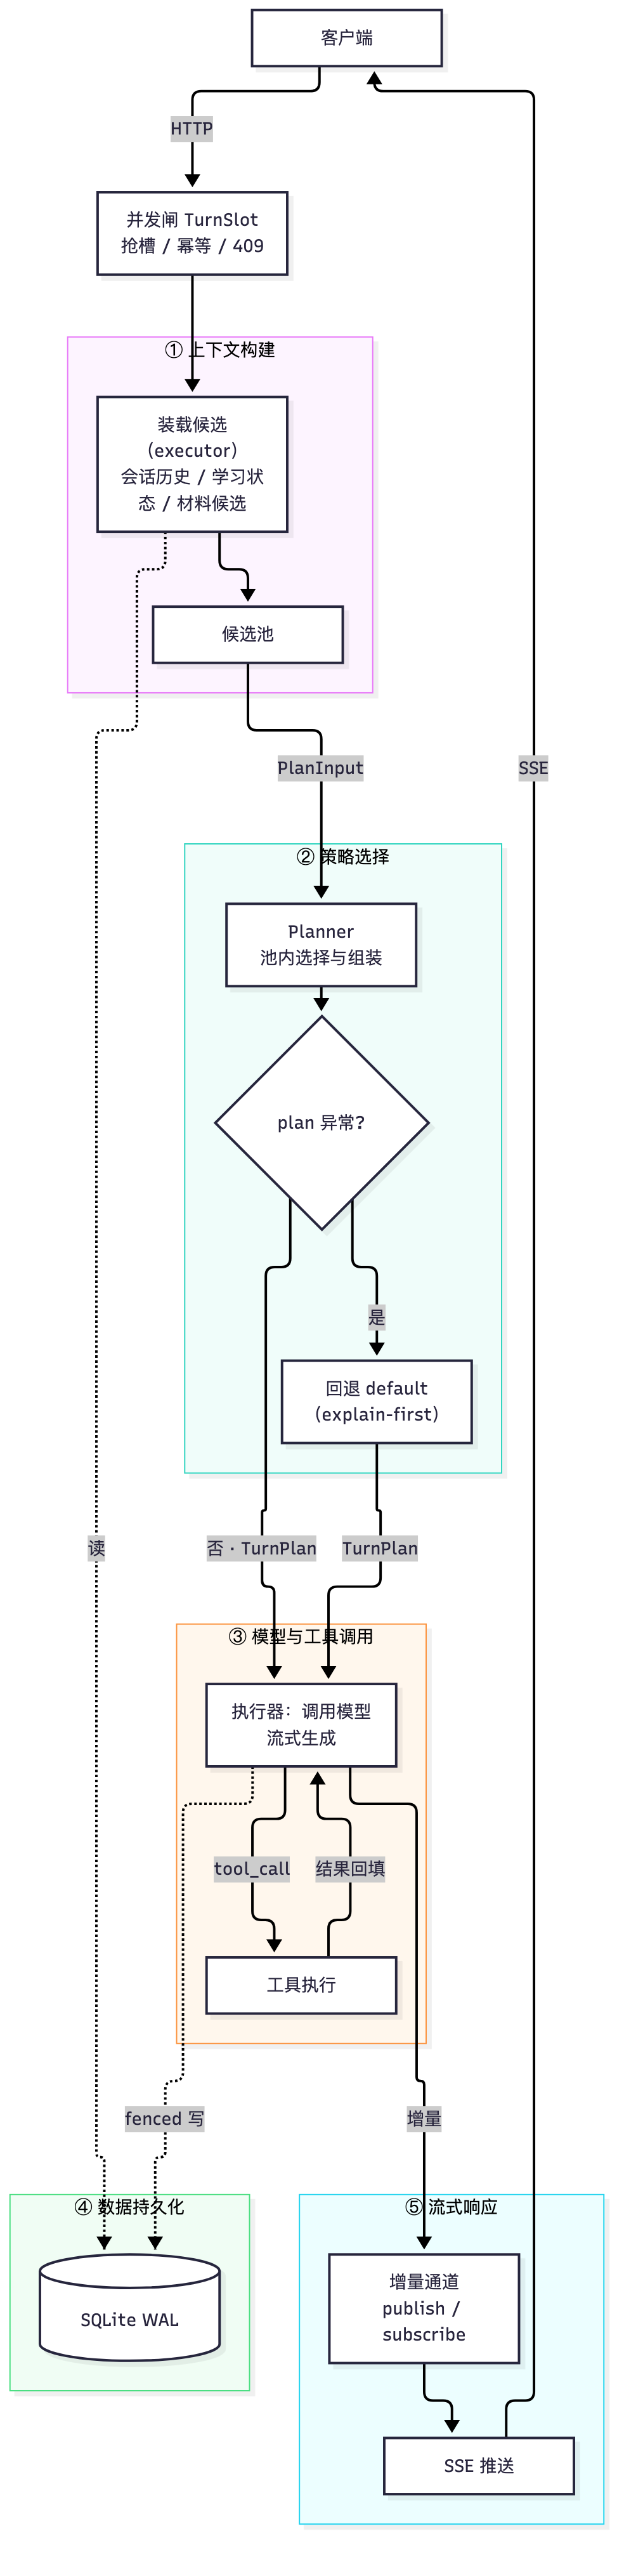 客户端
HTTP
并发闸 TurnSlot
抢槽 / 幂等 / 409
① 上下文构建
装载候选
（executor）
会话历史 / 学习状
态 / 材料候选
候选池
PlanInput
SSE
② 策略选择
Planner
池内选择与组装
plan 异常?
是
回退 default
（explain-first）
读
否 · TurnPlan
TurnPlan
③ 模型与工具调用
执行器：调用模型
流式生成
tool_call
结果回填
工具执行
fenced 写
增量
④ 数据持久化
SQLite WAL
⑤ 流式响应
增量通道
publish /
subscribe
SSE 推送